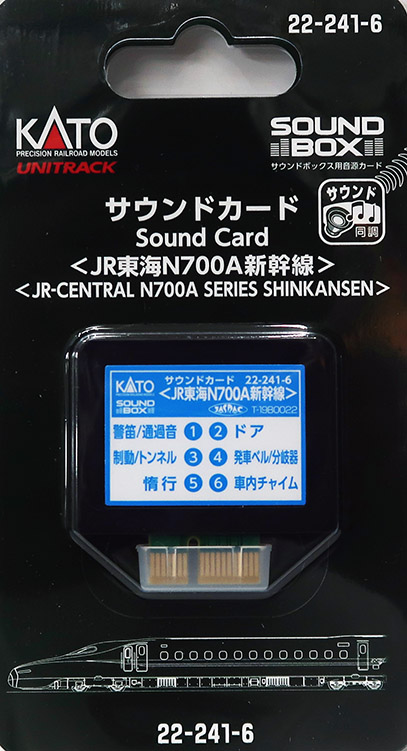 22-241-6
KATO
PRECISION RAILROAD MODELS
UNITRACK
SOUND
BOX
サウンドボックス用音源カード
サウンド
同調
サウンドカード
Sound Card
<JR東海N700A新幹線>
<JR-CENTRAL N700A SERIES SHINKANSEN>
KATO サウンドカード 22-241-6
<JR東海N700A新幹線>
SOUND
BOX
T-1980022
警笛/通過音 1 2 ドア
制動/トンネル 3 4 発車ベル/分岐器
惰行 5 6 車内チャイム
22-241-6